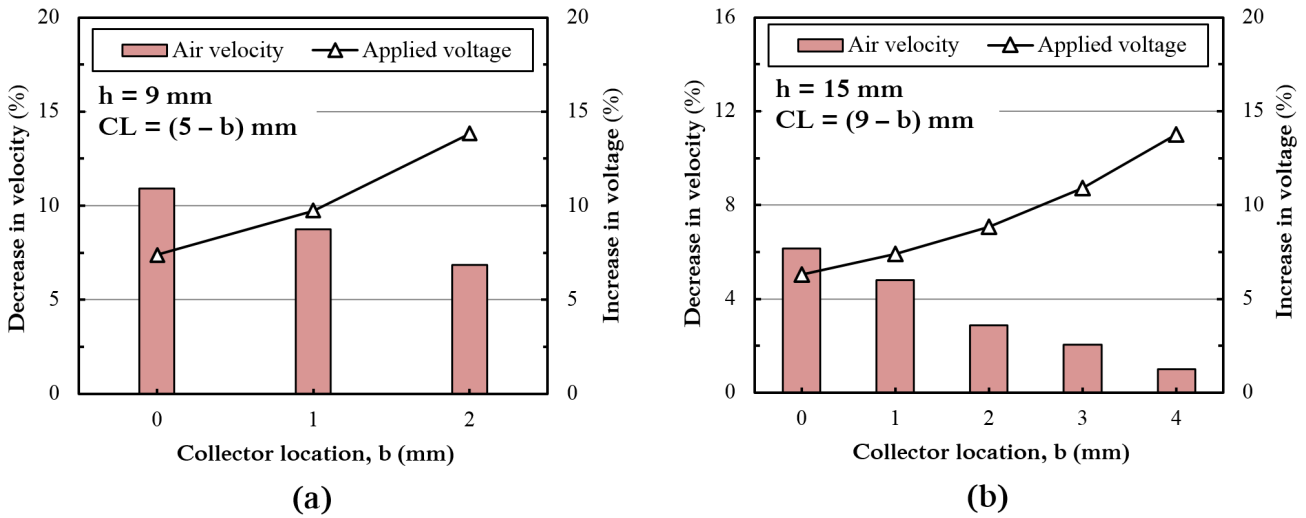 Air velocity
Applied voltage
h = 9 mm
CL = (5 – b) mm
Decrease in velocity (%)
20
15
10
5
0
20
15
10
5
0
Increase in voltage (%)
0 1 2
Collector location, b (mm)
(a)
Air velocity
Applied voltage
h = 15 mm
CL = (9 – b) mm
Decrease in velocity (%)
16
12
8
4
0
20
15
10
5
0
Increase in voltage (%)
0 1 2 3 4
Collector location, b (mm)
(b)